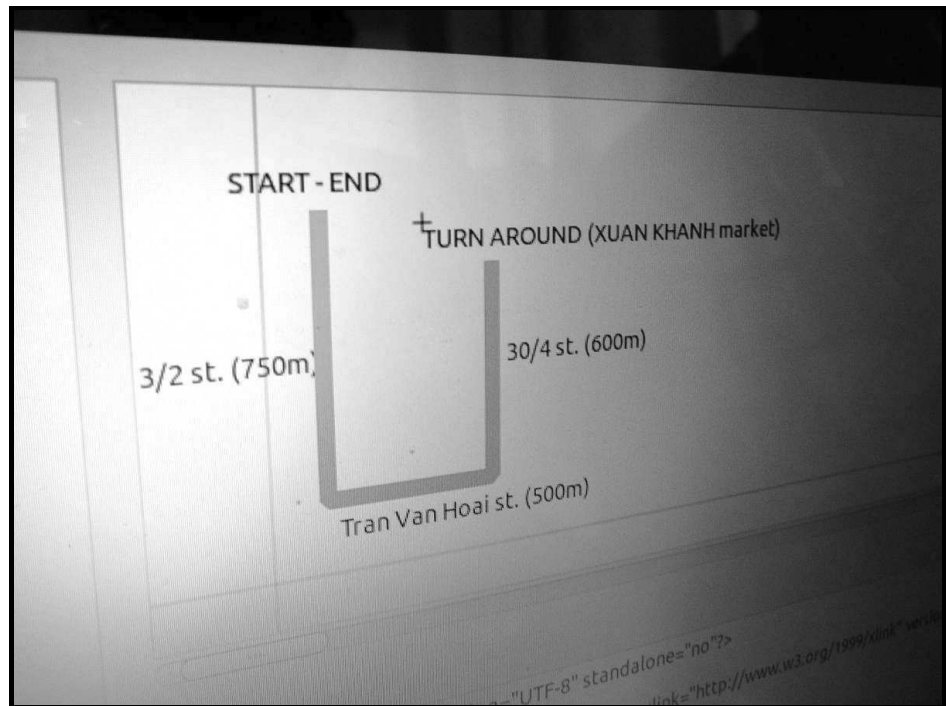 START - END
TURN AROUND (XUAN KHANH market)
3/2 st. (750m)
30/4 st. (600m)
Tran Van Hoai st. (500m)
="UTF-8" standalone="no"?>
link="http://www.w3.org/1999/xlink"